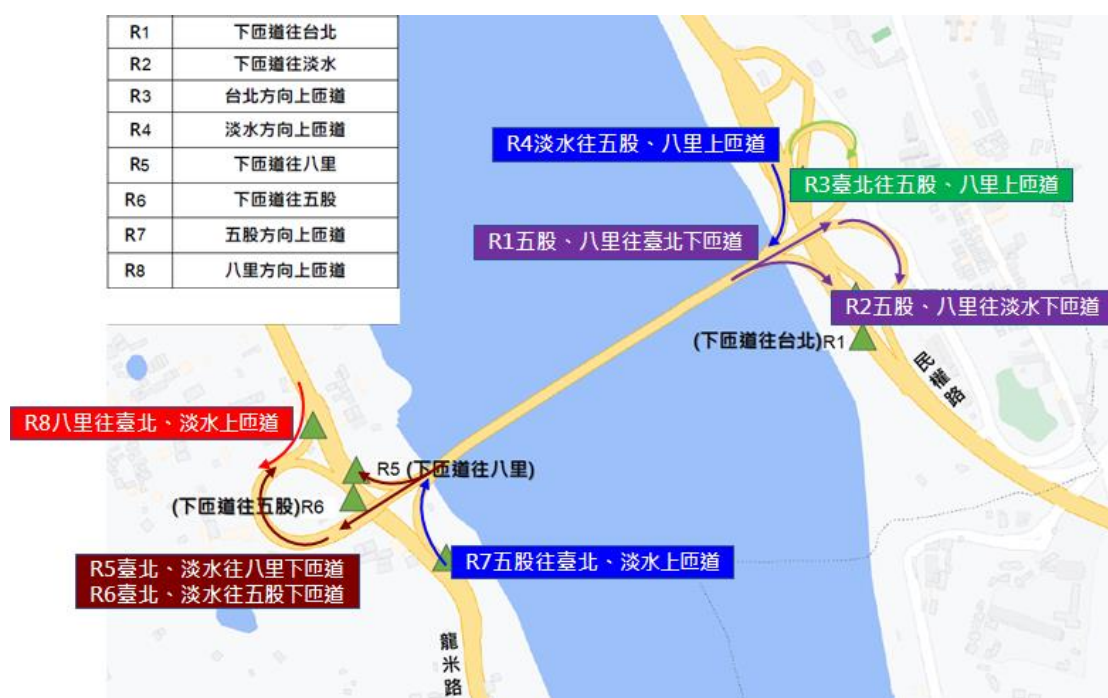 R1 下匝道往台北
R2 下匝道往淡水
R3 台北方向上匝道
R4 淡水方向上匝道
R5 下匝道往八里
R6 下匝道往五股
R7 五股方向上匝道
R8 八里方向上匝道
R4淡水往五股、八里上匝道
R3臺北往五股、八里上匝道
R1五股、八里往臺北下匝道
R2五股、八里往淡水下匝道
(下匝道往台北)R1
民權路
R8八里往臺北、淡水上匝道
R5 (下匝道往八里)
(下匝道往五股)R6
R7五股往臺北、淡水上匝道
R5臺北、淡水往八里下匝道
R6臺北、淡水往五股下匝道
龍米路